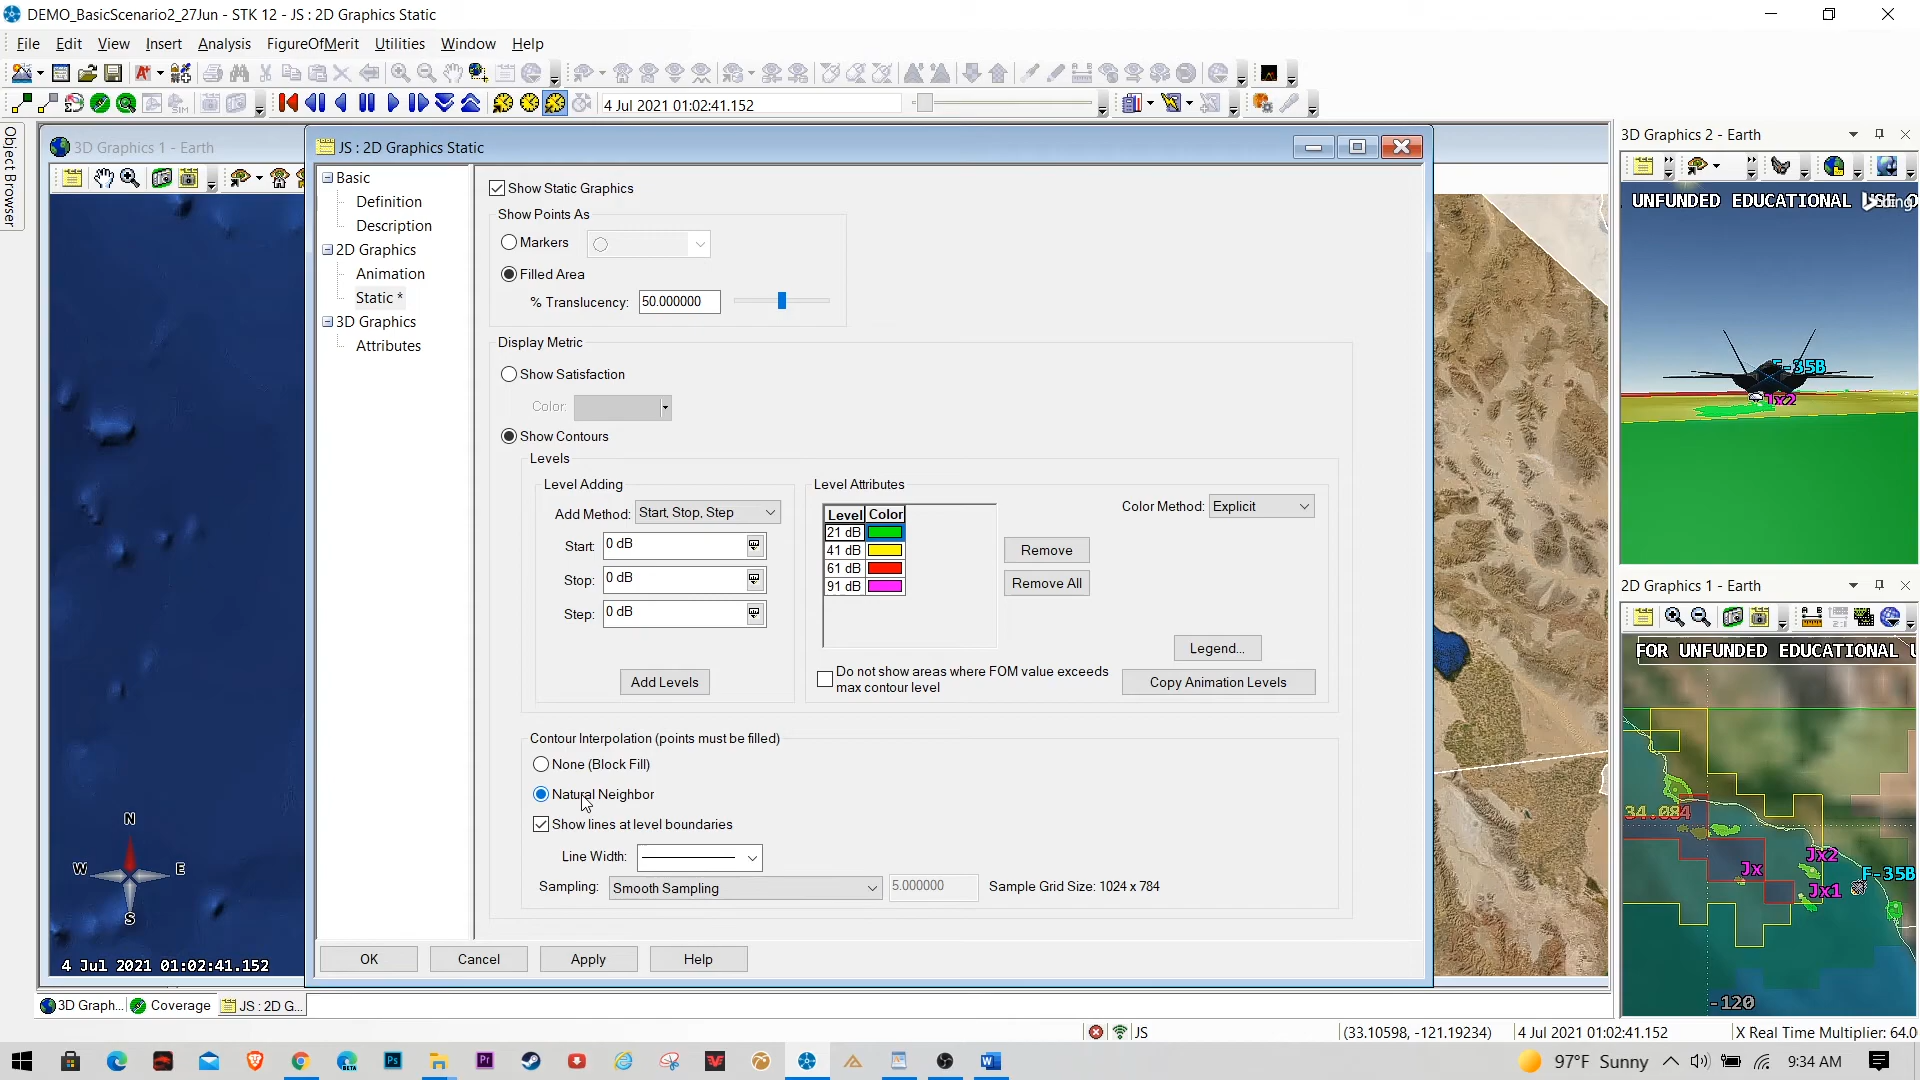 DEMO_BasicScenario2_27Jun - STK 12 - JS : 2D Graphics Static
File Edit View Insert Analysis FigureOfMerit Utilities Window Help
4 Jul 2021 01:02:41.152
Object Browser
3D Graphics 1 - Earth
JS : 2D Graphics Static
3D Graphics 2 - Earth
Basic
Definition
Description
2D Graphics
Animation
Static *
3D Graphics
Attributes
Show Static Graphics
Show Points As
Markers
Filled Area
% Translucency: 50.000000
Display Metric
Show Satisfaction
Color:
Show Contours
Levels
Level Adding
Add Method: Start, Stop, Step
Start: 0 dB
Stop: 0 dB
Step: 0 dB
Add Levels
Level Attributes
Level Color
21 dB
41 dB
61 dB
91 dB
Remove
Remove All
Color Method: Explicit
Legend...
Do not show areas where FOM value exceeds
max contour level
Copy Animation Levels
Contour Interpolation (points must be filled)
None (Block Fill)
Natural Neighbor
Show lines at level boundaries
Line Width:
Sampling: Smooth Sampling 5.000000 Sample Grid Size: 1024 x 784
OK Cancel Apply Help
N
W E
S
4 Jul 2021 01:02:41.152
UNFUNDED EDUCATIONAL USE O
F-35B
Jx2
2D Graphics 1 - Earth
FOR UNFUNDED EDUCATIONAL U
34.084
Jx2
Jx
F-35B
Jx1
-120
3D Graph... Coverage JS : 2D G...
JS (33.10598, -121.19234) 4 Jul 2021 01:02:41.152 X Real Time Multiplier: 64.0
97°F Sunny 9:34 AM